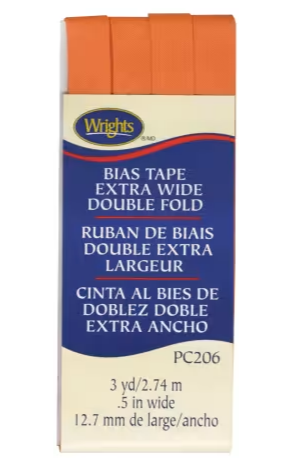 Wrights
BIAS TAPE
EXTRA WIDE
DOUBLE FOLD
RUBAN DE BIAIS
DOUBLE EXTRA
LARGEUR
CINTA AL BIES DE
DOBLEZ DOBLE
EXTRA ANCHO
PC206
3 yd/2.74 m
.5 in wide
12.7 mm de large/ancho